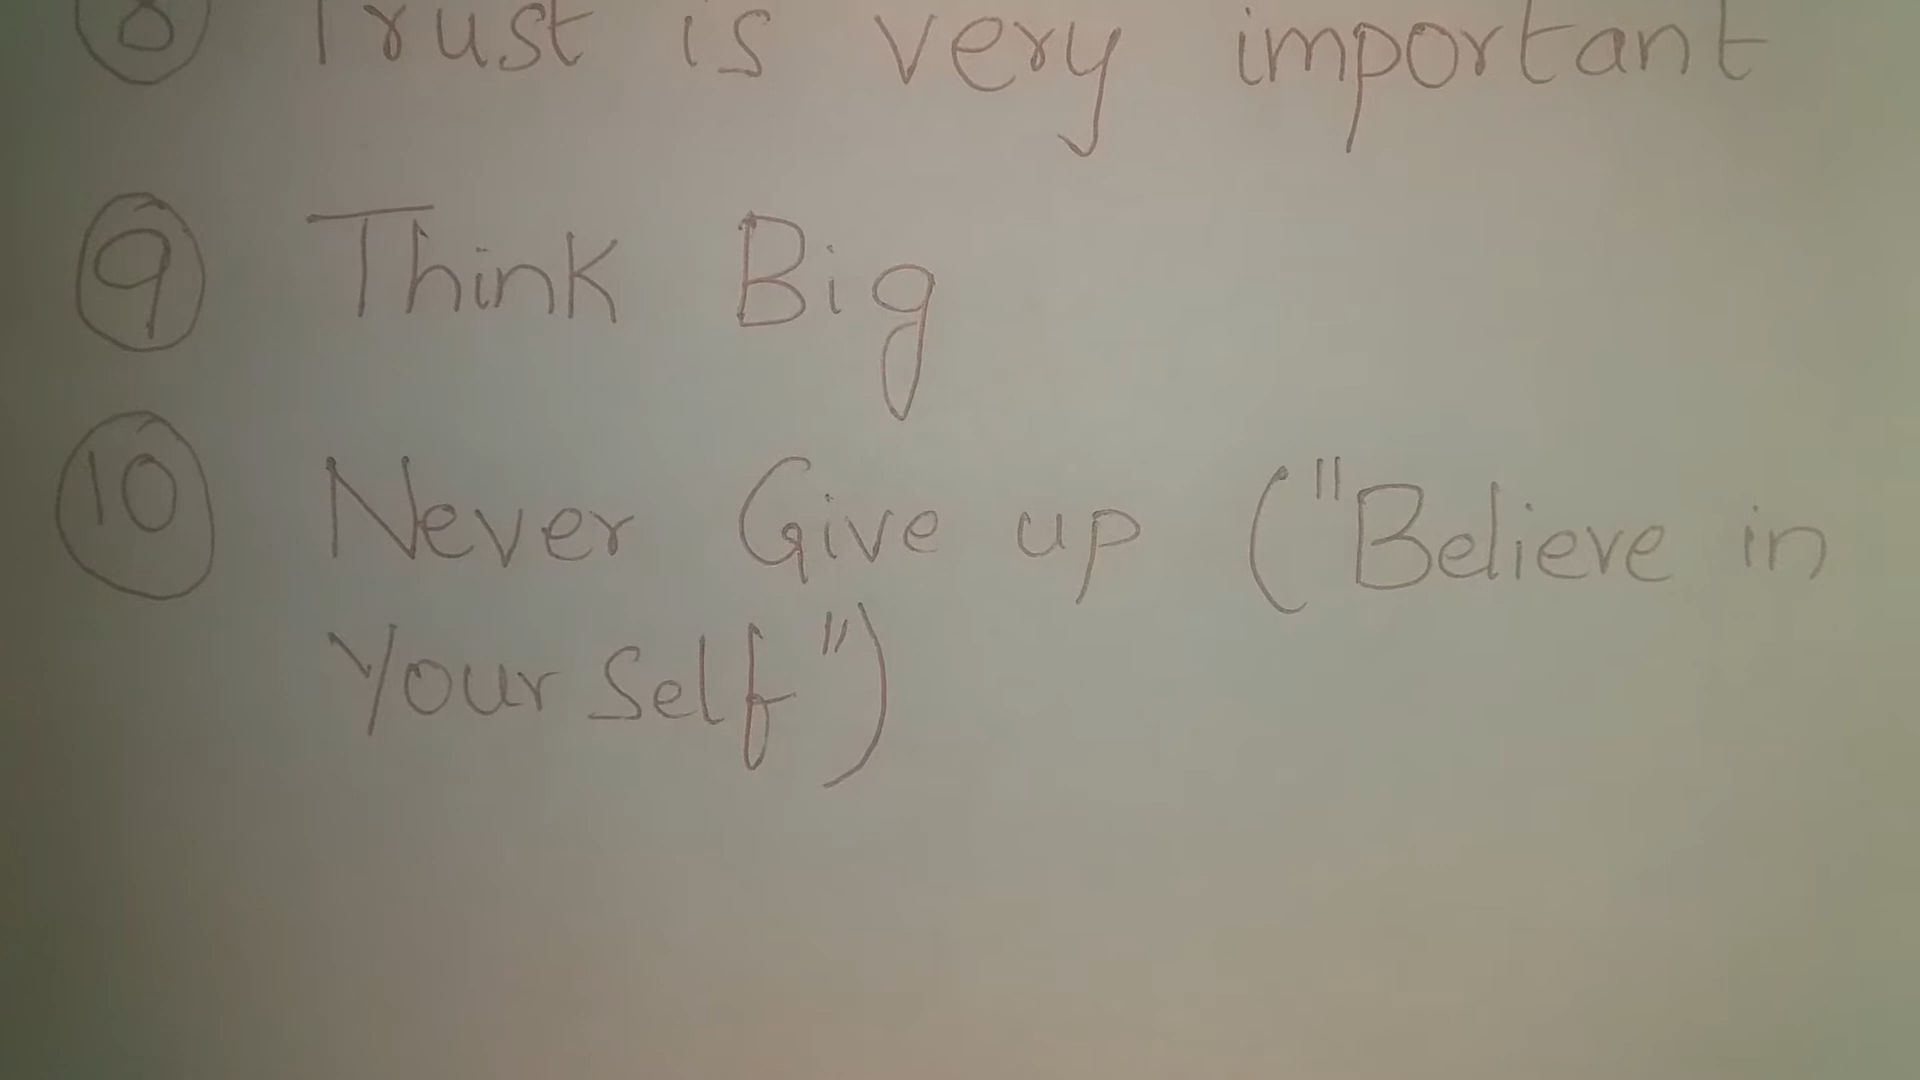 8 Trust is very important
9 Think Big
10 Never Give up ("Believe in
Your Self")